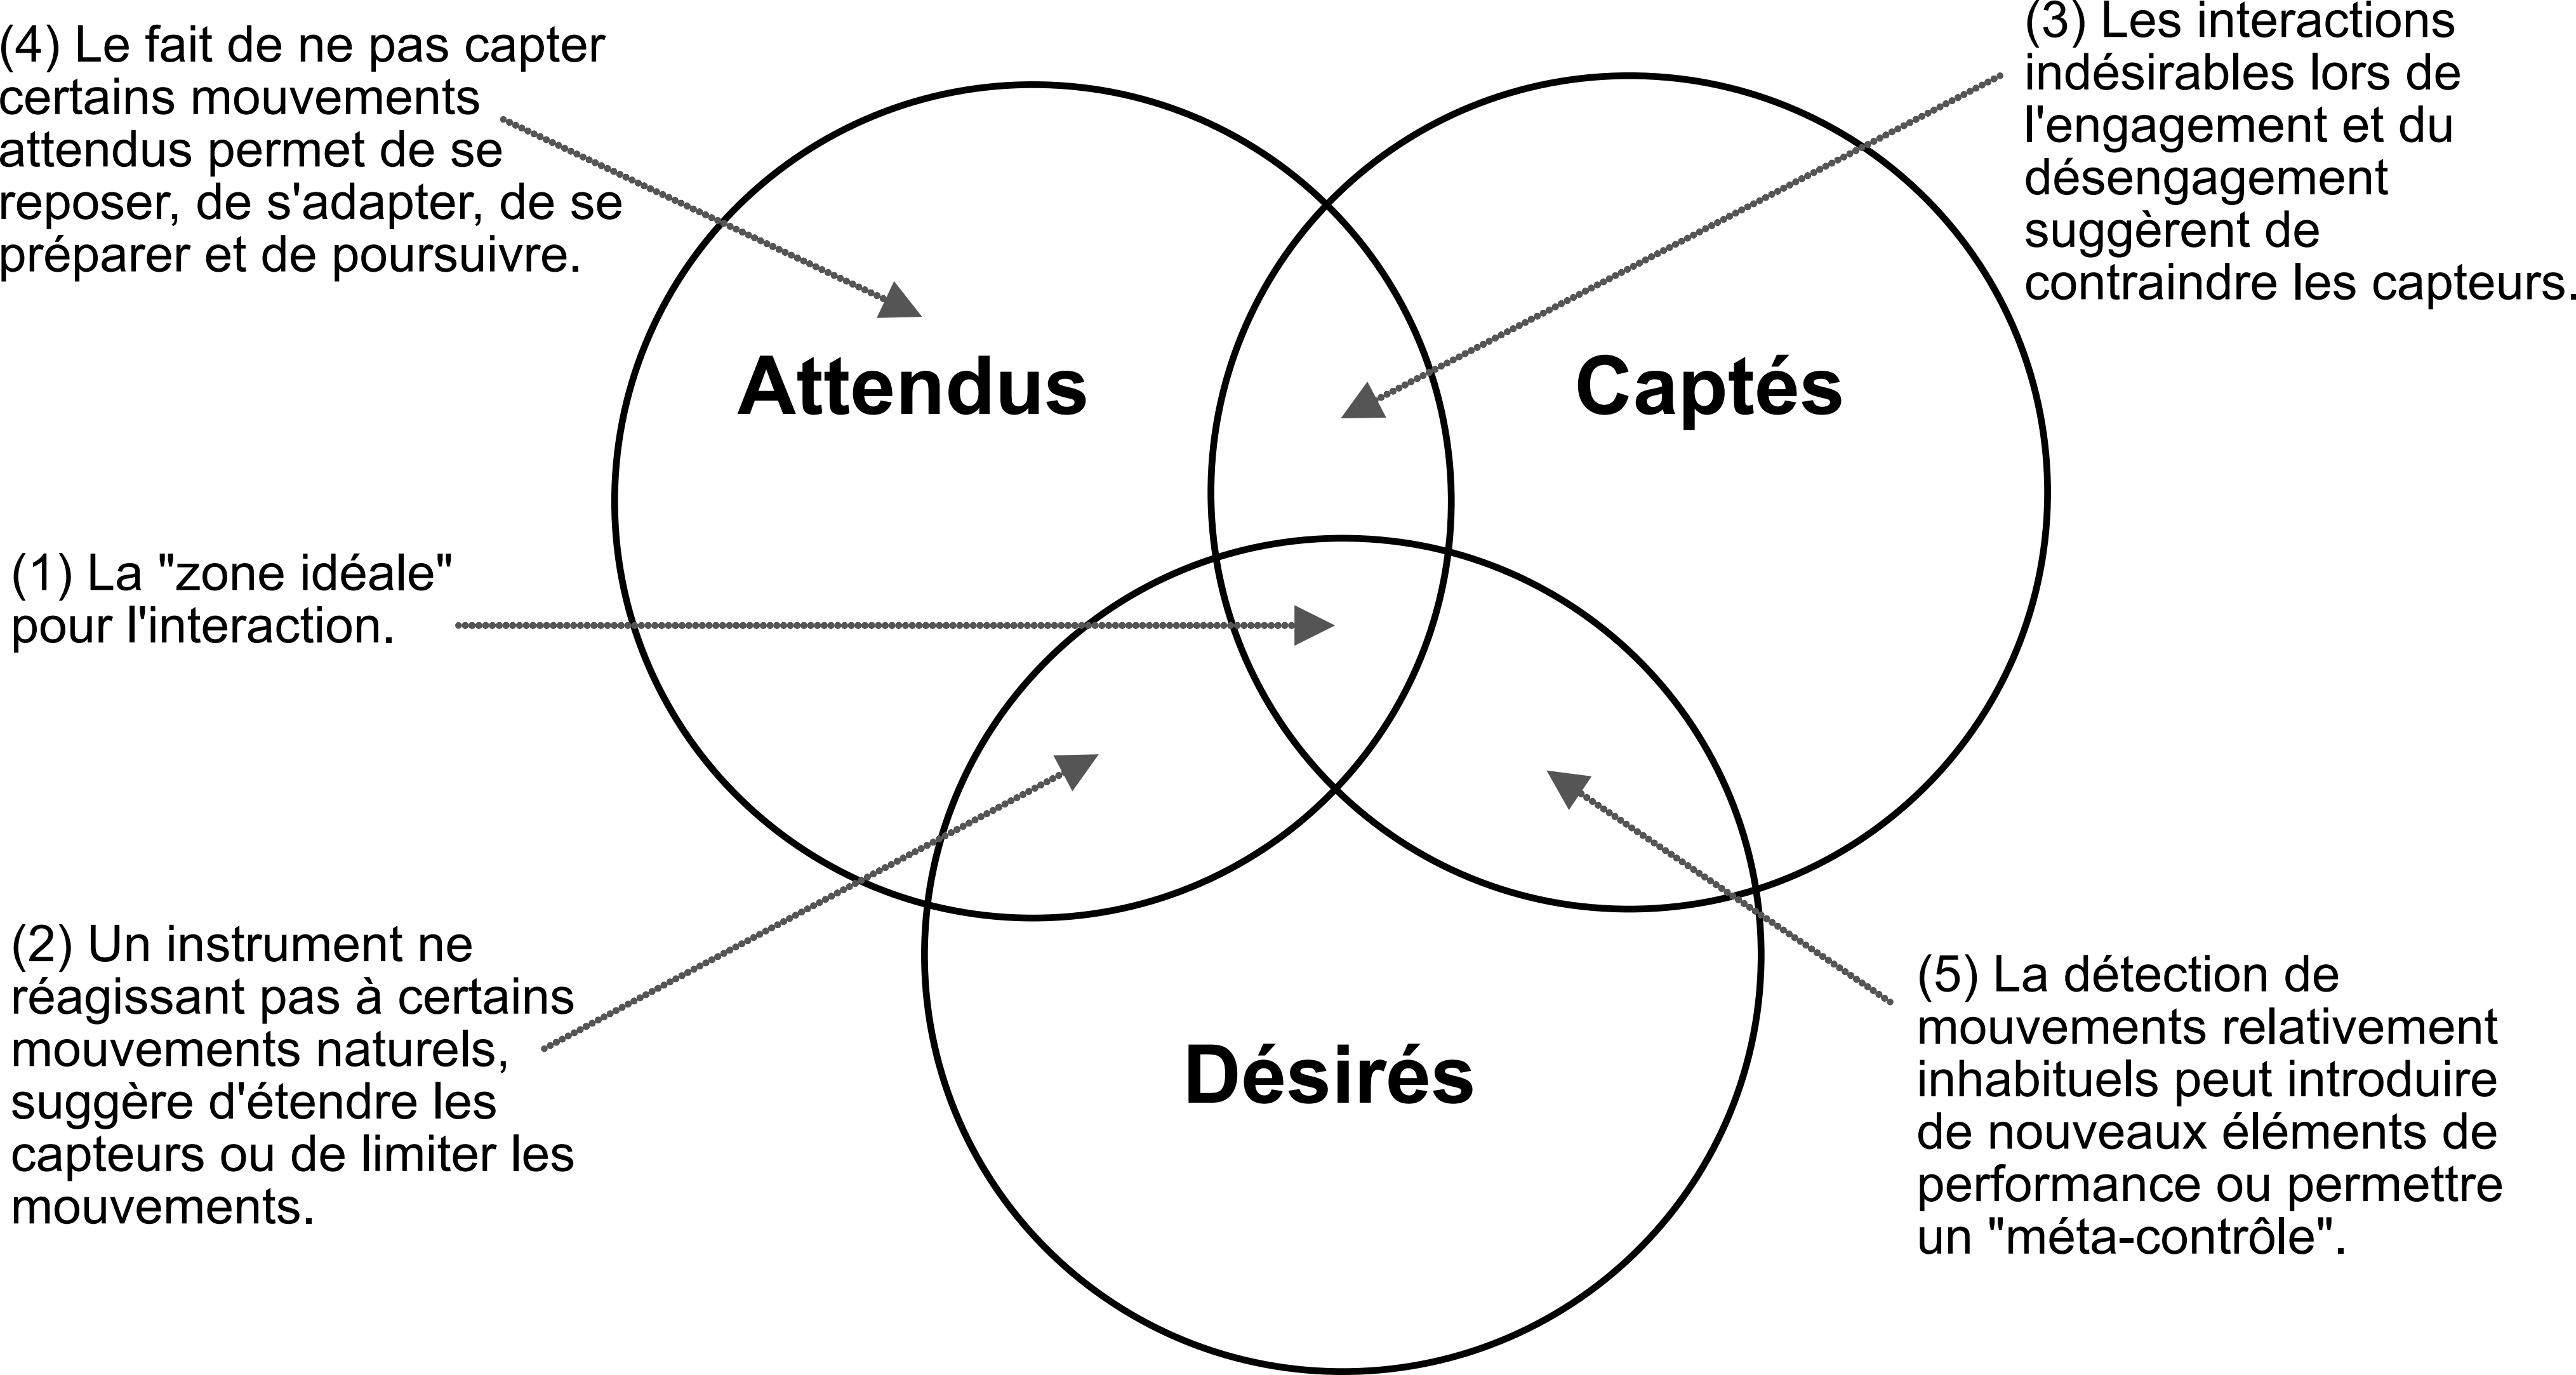 (4) Le fait de ne pas capter
certains mouvements
attendus permet de se
reposer, de s'adapter, de se
préparer et de poursuivre.
(3) Les interactions
indésirables lors de
l'engagement et du
désengagement
suggèrent de
contraindre les capteurs.
Attendus
Captés
(1) La "zone idéale"
pour l'interaction.
(2) Un instrument ne
réagissant pas à certains
mouvements naturels,
suggère d'étendre les
capteurs ou de limiter les
mouvements.
Désirés
(5) La détection de
mouvements relativement
inhabituels peut introduire
de nouveaux éléments de
performance ou permettre
un "méta-contrôle".